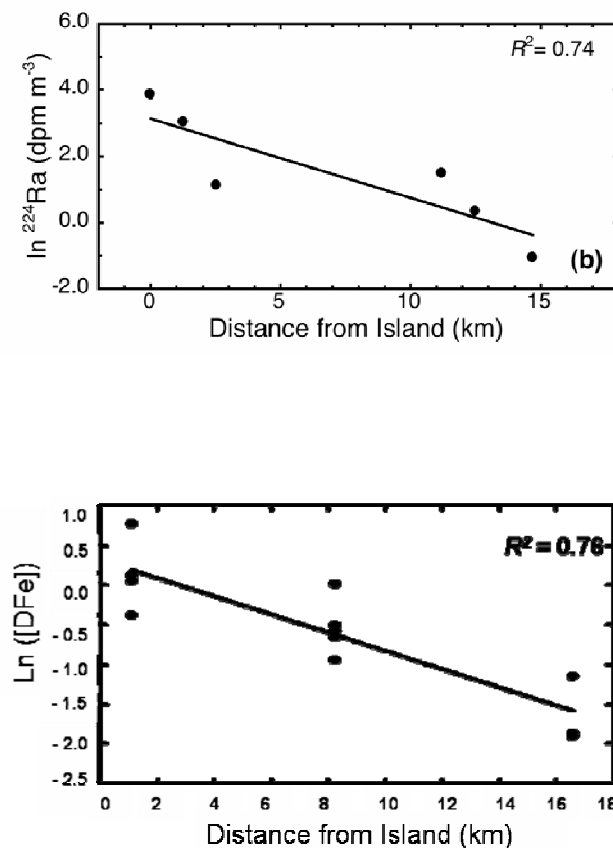 6.0
R²= 0.74
4.0
2.0
0.0
-2.0
ln ²²⁴Ra (dpm m⁻³)
(b)
0 5 10 15
Distance from Island (km)
1.0
R² = 0.76
0.5
0.0
-0.5
-1.0
-1.5
-2.0
-2.5
Ln ([DFe])
0 2 4 6 8 10 12 14 16 18
Distance from Island (km)